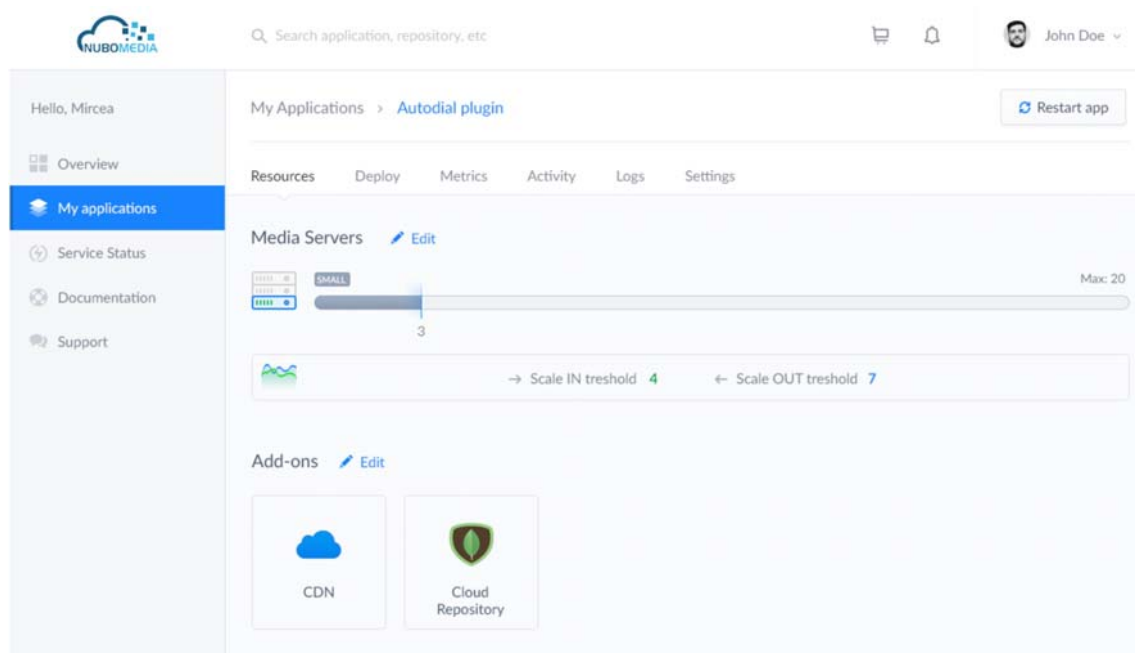 NUBOMEDIA
Search application, repository, etc
John Doe
Hello, Mircea
My Applications > Autodial plugin
Restart app
Overview
My applications
Service Status
Documentation
Support
Resources Deploy Metrics Activity Logs Settings
Media Servers Edit
SMALL
Max: 20
3
→ Scale IN treshold 4 ← Scale OUT treshold 7
Add-ons Edit
CDN
Cloud
Repository